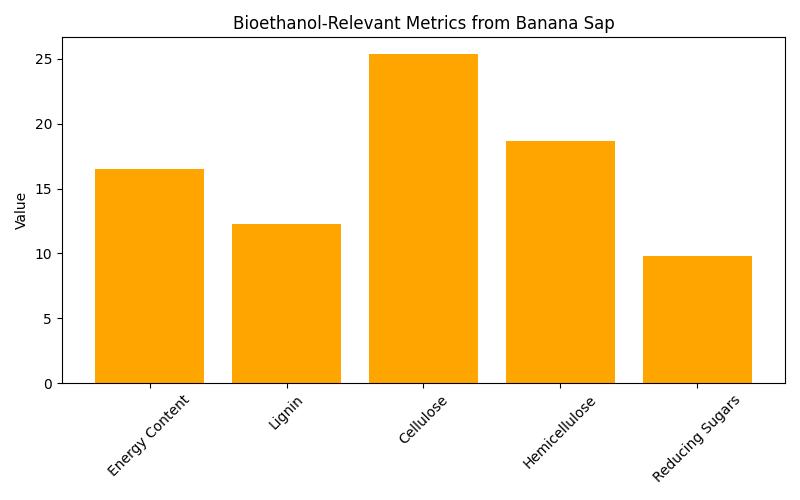 Bioethanol-Relevant Metrics from Banana Sap
25
20
15
10
5
0
Value
Energy Content
Lignin
Cellulose
Hemicellulose
Reducing Sugars